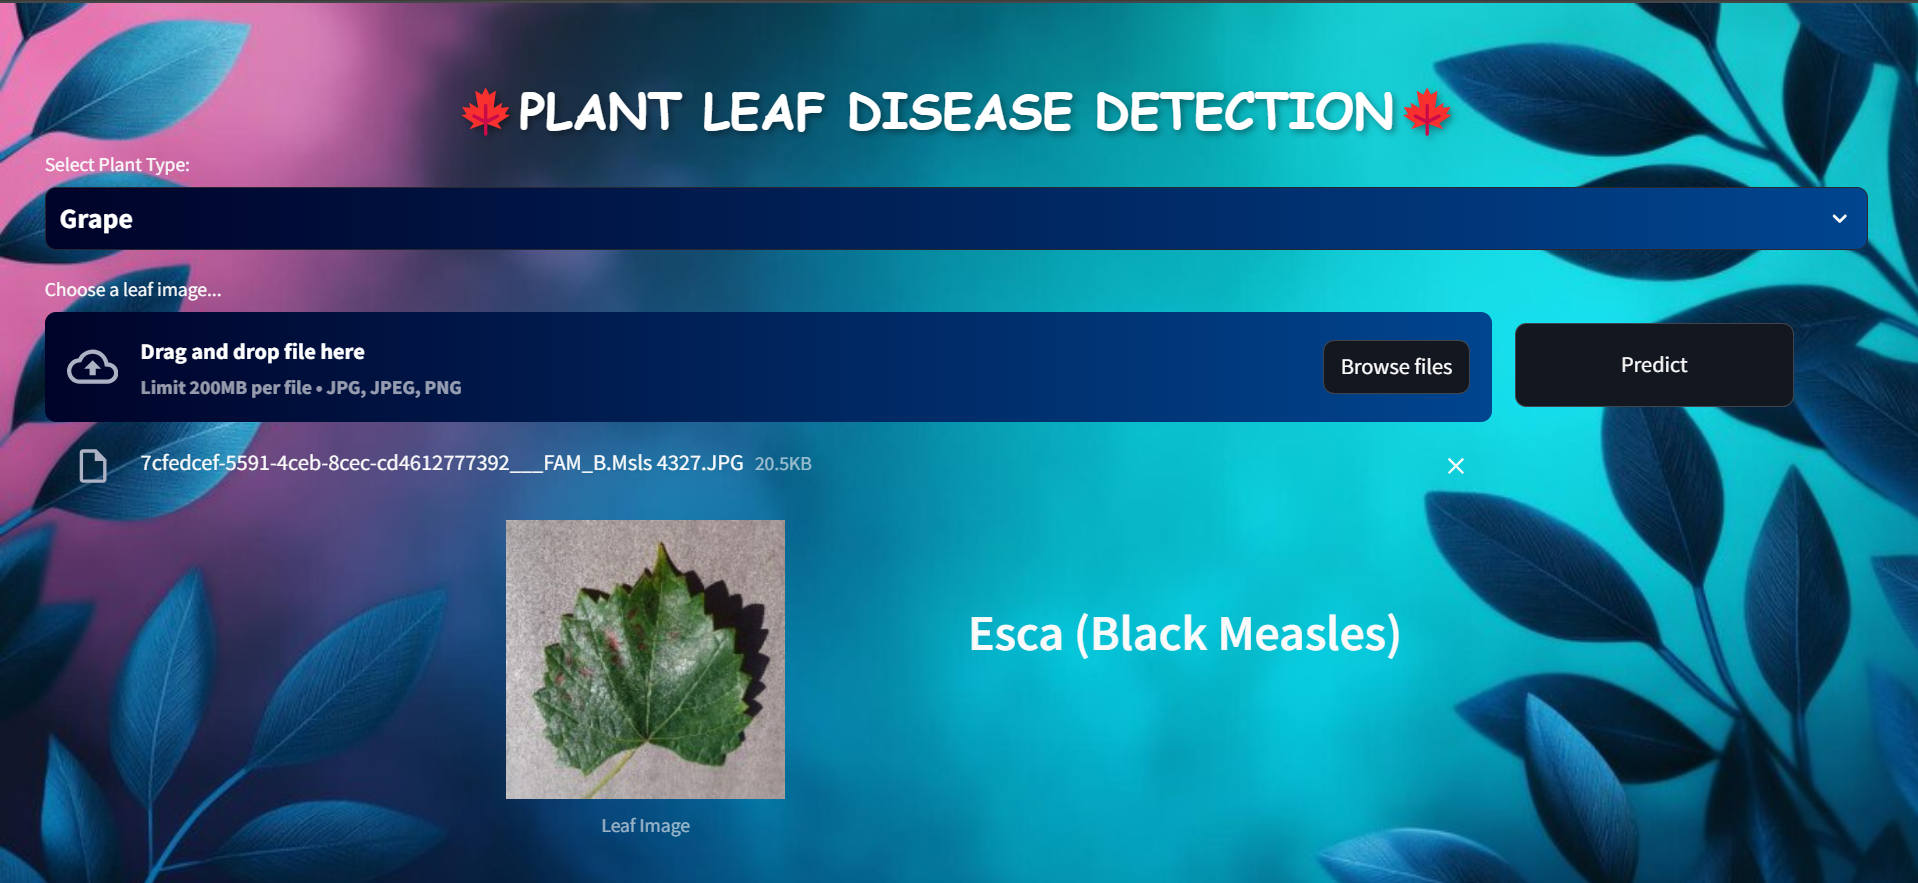 PLANT LEAF DISEASE DETECTION
Select Plant Type:
Grape
Choose a leaf image...
Drag and drop file here
Limit 200MB per file • JPG, JPEG, PNG
Browse files
Predict
7cfedcef-5591-4ceb-8cec-cd4612777392___FAM_B.Msls 4327.JPG 20.5KB
Esca (Black Measles)
Leaf Image